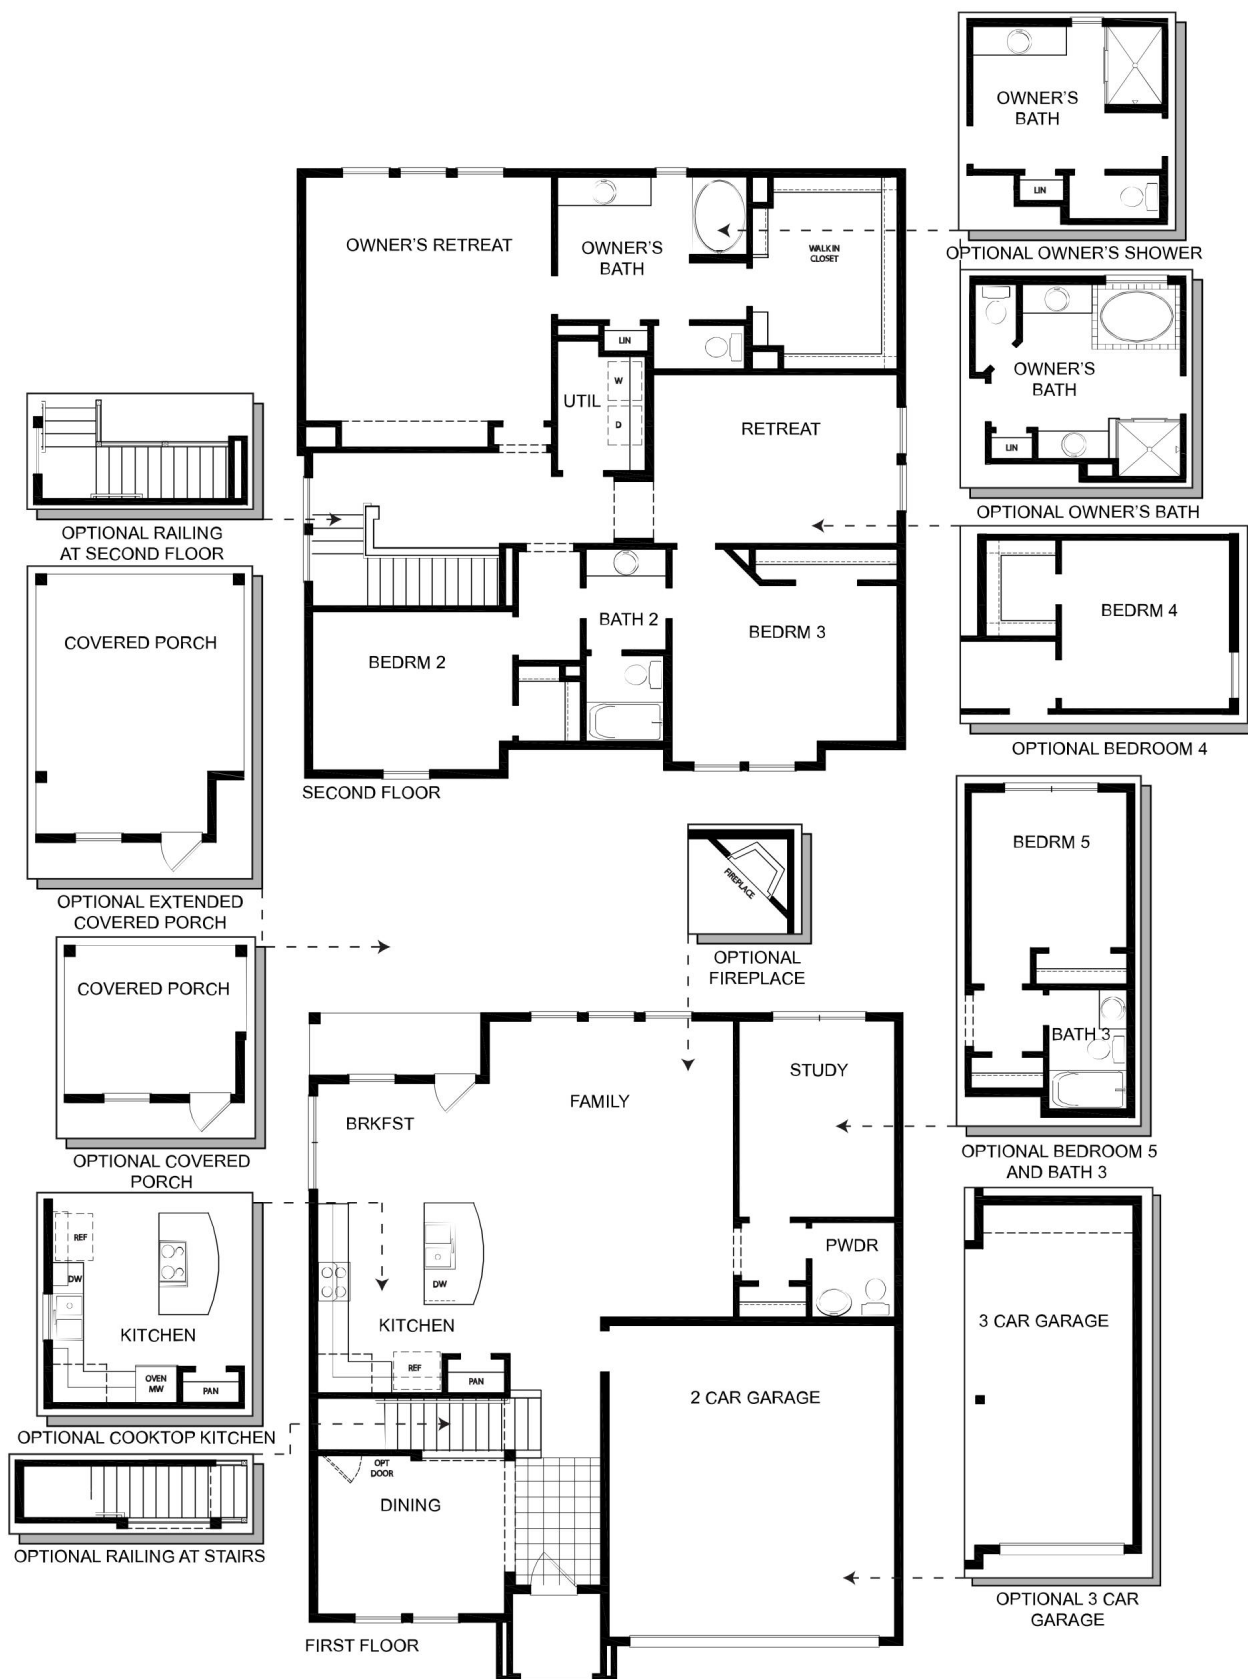 OWNER'S
BATH
LIN
OPTIONAL OWNER'S SHOWER
OWNER'S RETREAT
OWNER'S
BATH
WALK IN
CLOSET
LIN
W
UTIL
D
RETREAT
OWNER'S
BATH
LIN
OPTIONAL OWNER'S BATH
OPTIONAL RAILING
AT SECOND FLOOR
BATH 2
BEDRM 3
BEDRM 2
SECOND FLOOR
BEDRM 4
OPTIONAL BEDROOM 4
COVERED PORCH
OPTIONAL EXTENDED
COVERED PORCH
FIREPLACE
OPTIONAL
FIREPLACE
BEDRM 5
BATH 3
OPTIONAL BEDROOM 5
AND BATH 3
COVERED PORCH
OPTIONAL COVERED
PORCH
STUDY
FAMILY
BRKFST
PWDR
DW
KITCHEN
REF
PAN
2 CAR GARAGE
REF
DW
KITCHEN
OVEN
MW
PAN
OPTIONAL COOKTOP KITCHEN
OPT
DOOR
DINING
OPTIONAL RAILING AT STAIRS
FIRST FLOOR
3 CAR GARAGE
OPTIONAL 3 CAR
GARAGE